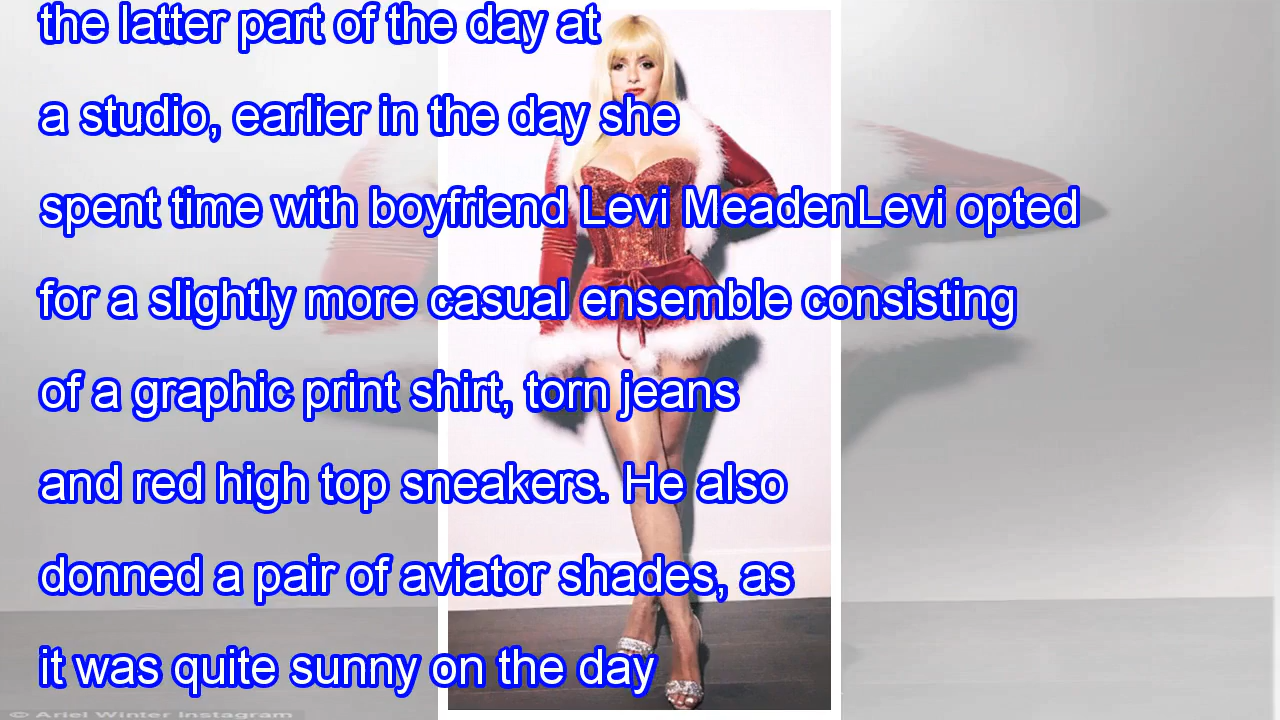 the latter part of the day at
a studio, earlier in the day she
spent time with boyfriend Levi MeadenLevi opted
for a slightly more casual ensemble consisting
of a graphic print shirt, torn jeans
and red high top sneakers. He also
donned a pair of aviator shades, as
it was quite sunny on the day
© Ariel Winter Instagram